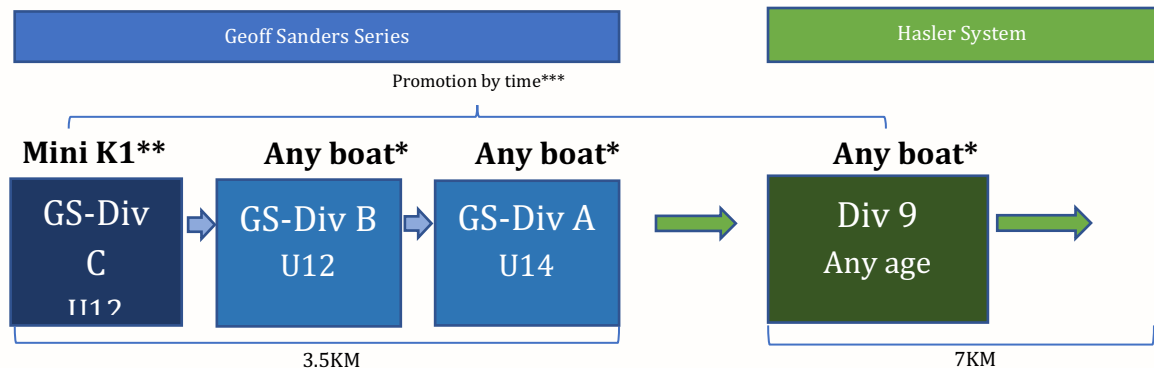 Geoff Sanders Series
Hasler System
Promotion by time***
Mini K1**
Any boat*
Any boat*
Any boat*
GS-Div
C
U12
GS-Div B
U12
GS-Div A
U14
Div 9
Any age
3.5KM
7KM